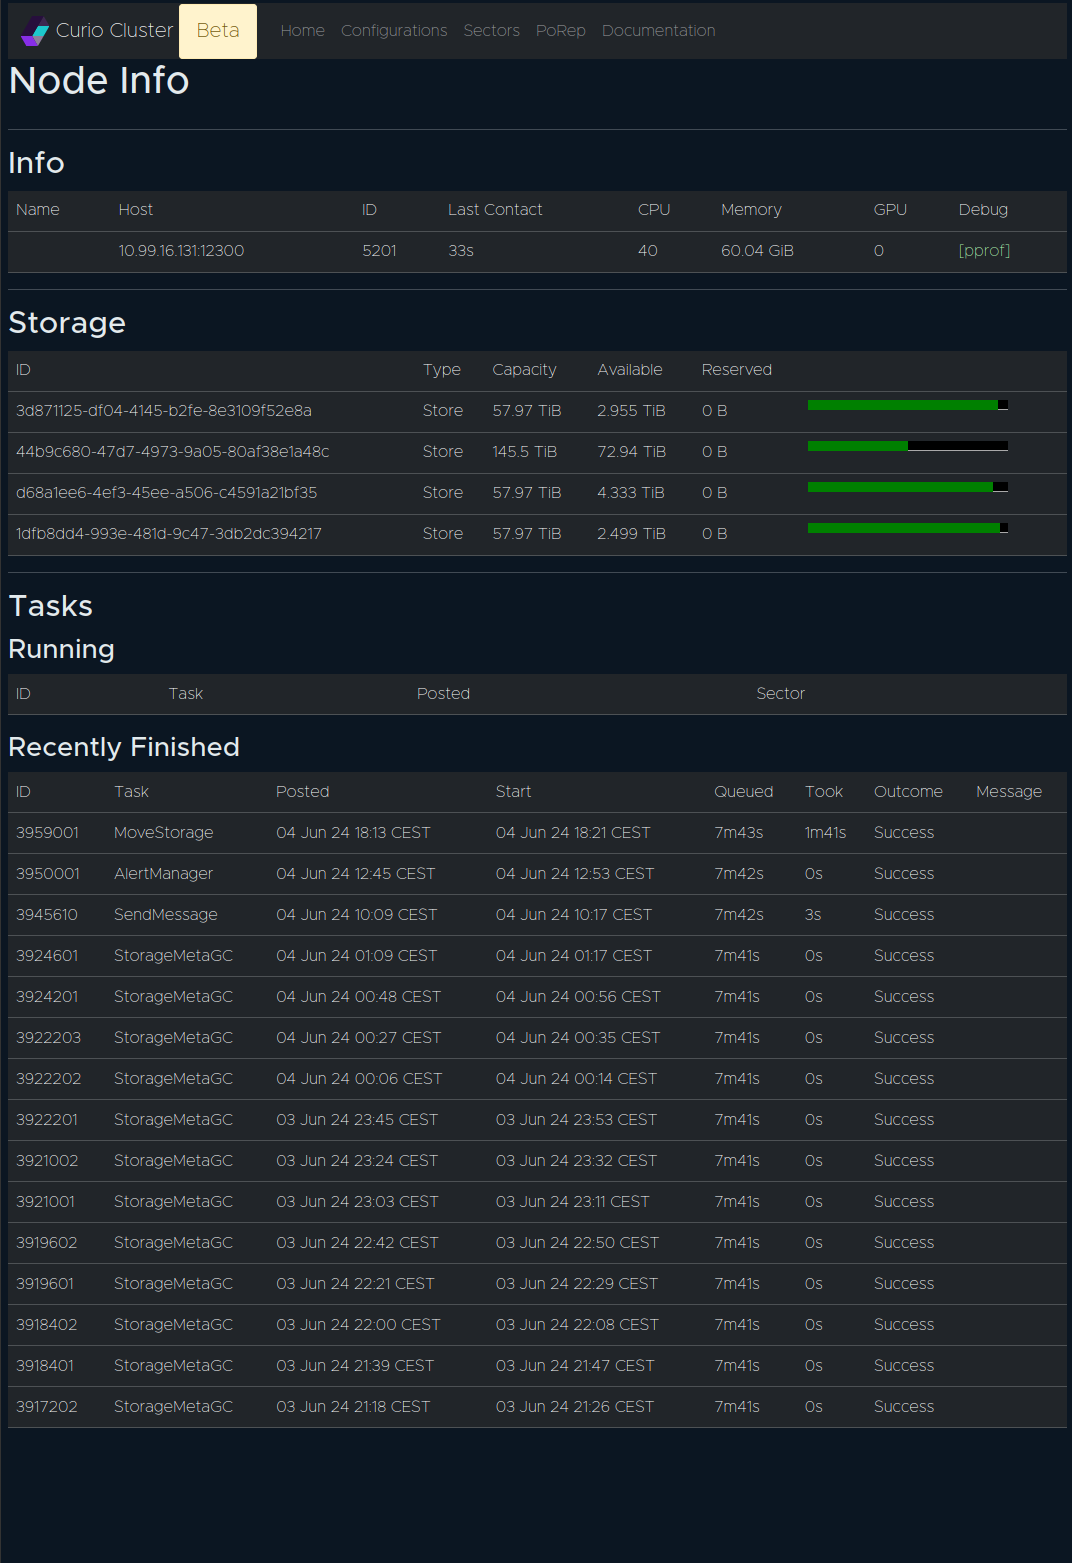 Curio Cluster Beta Home Configurations Sectors PoRep Documentation
Node Info
Info
Name Host ID Last Contact CPU Memory GPU Debug
10.99.16.131:12300 5201 33s 40 60.04 GiB 0 [pprof]
Storage
ID Type Capacity Available Reserved
3d871125-df04-4145-b2fe-8e3109f52e8a Store 57.97 TiB 2.955 TiB 0 B
44b9c680-47d7-4973-9a05-80af38e1a48c Store 145.5 TiB 72.94 TiB 0 B
d68a1ee6-4ef3-45ee-a506-c4591a21bf35 Store 57.97 TiB 4.333 TiB 0 B
1dfb8dd4-993e-481d-9c47-3db2dc394217 Store 57.97 TiB 2.499 TiB 0 B
Tasks
Running
ID Task Posted Sector
Recently Finished
ID Task Posted Start Queued Took Outcome Message
3959001 MoveStorage 04 Jun 24 18:13 CEST 04 Jun 24 18:21 CEST 7m43s 1m41s Success
3950001 AlertManager 04 Jun 24 12:45 CEST 04 Jun 24 12:53 CEST 7m42s 0s Success
3945610 SendMessage 04 Jun 24 10:09 CEST 04 Jun 24 10:17 CEST 7m42s 3s Success
3924601 StorageMetaGC 04 Jun 24 01:09 CEST 04 Jun 24 01:17 CEST 7m41s 0s Success
3924201 StorageMetaGC 04 Jun 24 00:48 CEST 04 Jun 24 00:56 CEST 7m41s 0s Success
3922203 StorageMetaGC 04 Jun 24 00:27 CEST 04 Jun 24 00:35 CEST 7m41s 0s Success
3922202 StorageMetaGC 04 Jun 24 00:06 CEST 04 Jun 24 00:14 CEST 7m41s 0s Success
3922201 StorageMetaGC 03 Jun 24 23:45 CEST 03 Jun 24 23:53 CEST 7m41s 0s Success
3921002 StorageMetaGC 03 Jun 24 23:24 CEST 03 Jun 24 23:32 CEST 7m41s 0s Success
3921001 StorageMetaGC 03 Jun 24 23:03 CEST 03 Jun 24 23:11 CEST 7m41s 0s Success
3919602 StorageMetaGC 03 Jun 24 22:42 CEST 03 Jun 24 22:50 CEST 7m41s 0s Success
3919601 StorageMetaGC 03 Jun 24 22:21 CEST 03 Jun 24 22:29 CEST 7m41s 0s Success
3918402 StorageMetaGC 03 Jun 24 22:00 CEST 03 Jun 24 22:08 CEST 7m41s 0s Success
3918401 StorageMetaGC 03 Jun 24 21:39 CEST 03 Jun 24 21:47 CEST 7m41s 0s Success
3917202 StorageMetaGC 03 Jun 24 21:18 CEST 03 Jun 24 21:26 CEST 7m41s 0s Success